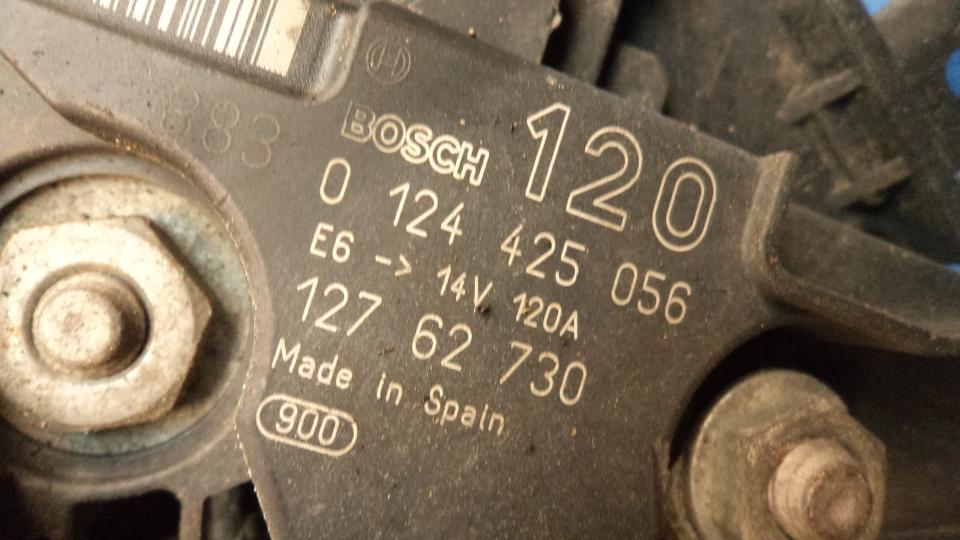 883
BOSCH 120
0 124 425 056
E6 -> 14V 120A
127 62 730
Made in Spain
900